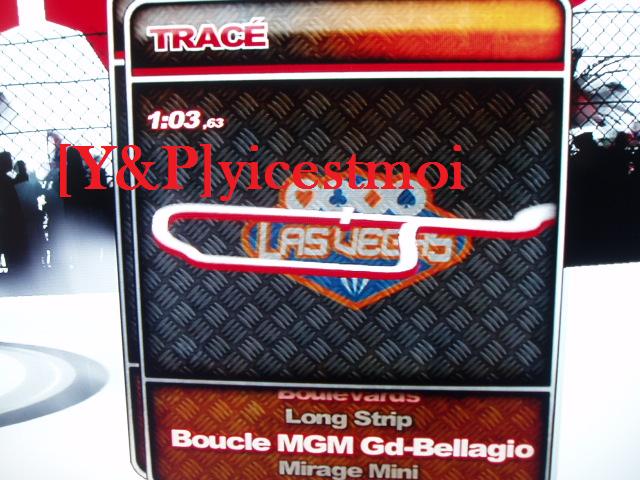 TRACÉ
1:03,63
[Y&P]yicestmoi
LAS VEGAS
Boulevards
Long Strip
Boucle MGM Gd-Bellagio
Mirage Mini